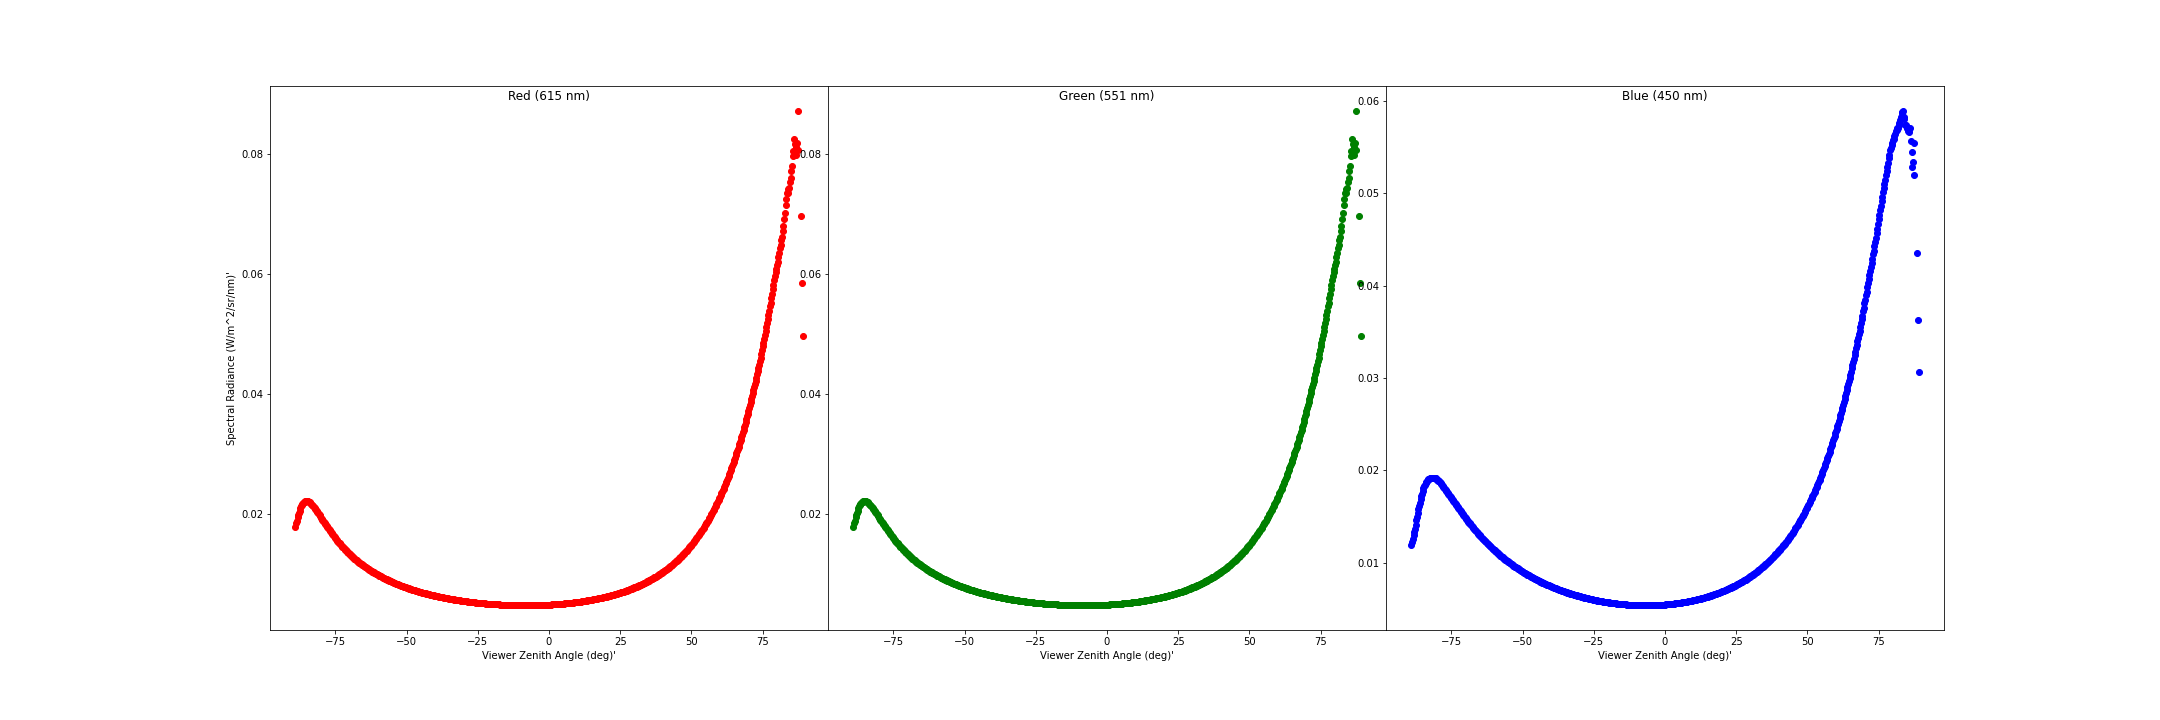 Red (615 nm)
Green (551 nm)
Blue (450 nm)
Spectral Radiance (W/m^2/sr/nm)'
0.08
0.06
0.04
0.02
−75 −50 −25 0 25 50 75
Viewer Zenith Angle (deg)'
0.08
0.06
0.04
0.02
−75 −50 −25 0 25 50 75
Viewer Zenith Angle (deg)'
0.06
0.05
0.04
0.03
0.02
0.01
−75 −50 −25 0 25 50 75
Viewer Zenith Angle (deg)'